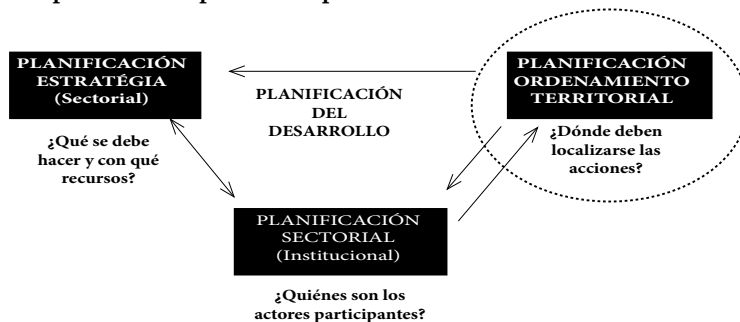 PLANIFICACIÓN
ESTRATÉGIA
(Sectorial)
¿Qué se debe
hacer y con qué
recursos?
PLANIFICACIÓN
DEL
DESARROLLO
PLANIFICACIÓN
ORDENAMIENTO
TERRITORIAL
¿Dónde deben
localizarse las
acciones?
PLANIFICACIÓN
SECTORIAL
(Institucional)
¿Quiénes son los
actores participantes?